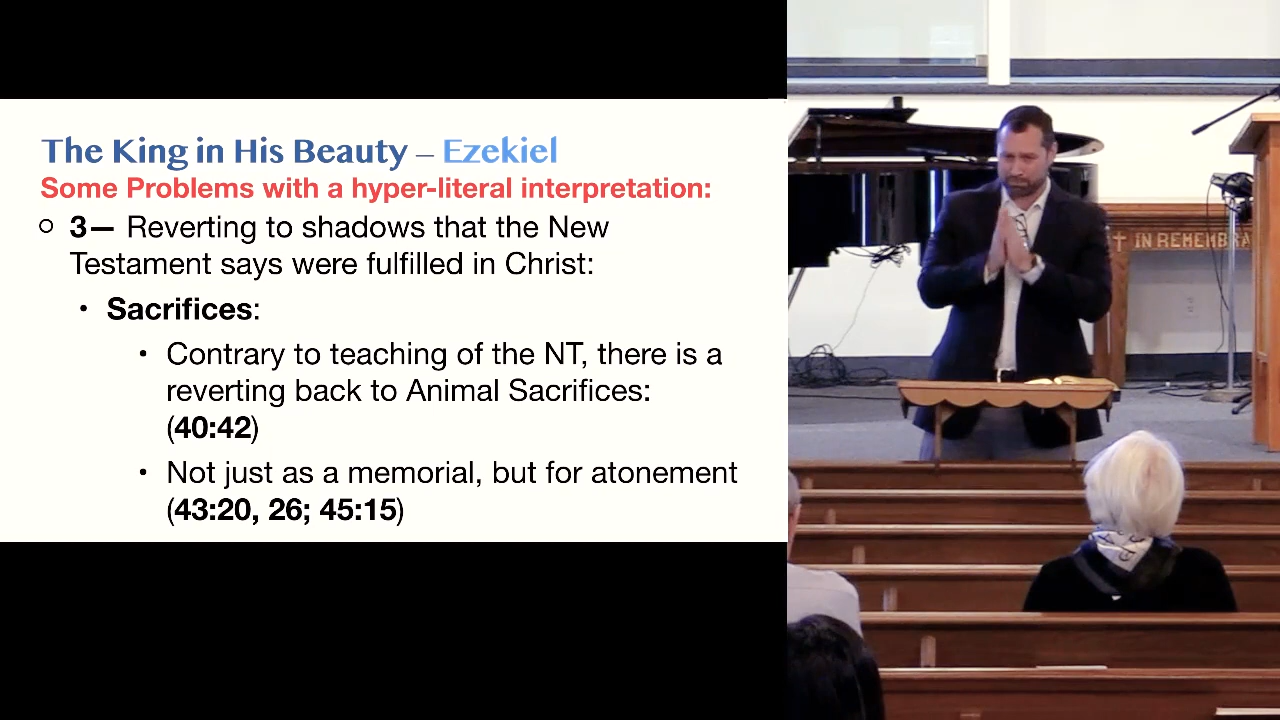 The King in His Beauty – Ezekiel
Some Problems with a hyper-literal interpretation:
3— Reverting to shadows that the New
Testament says were fulfilled in Christ:
• Sacrifices:
• Contrary to teaching of the NT, there is a
reverting back to Animal Sacrifices:
(40:42)
• Not just as a memorial, but for atonement
(43:20, 26; 45:15)
IN REMEMBRA